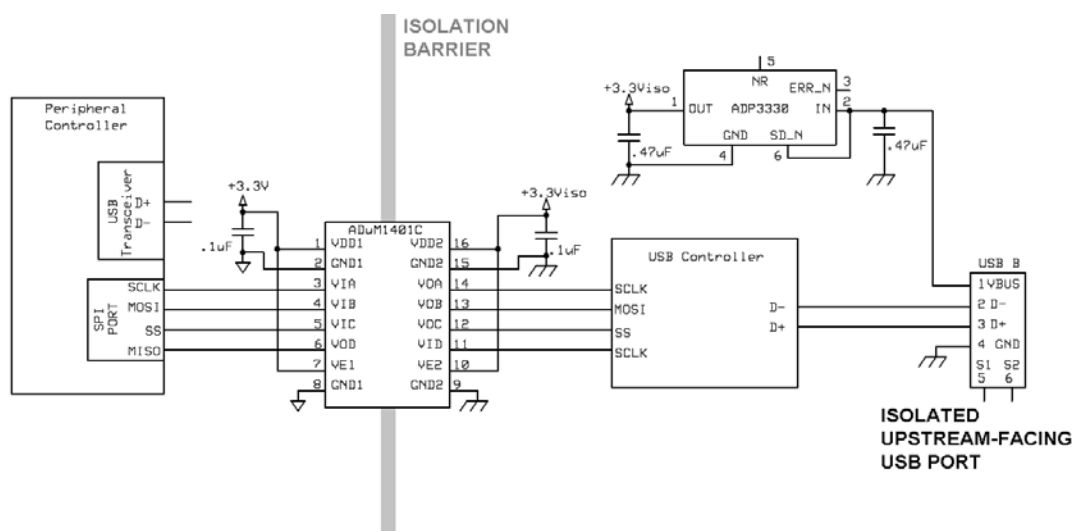 ISOLATION
BARRIER
Peripheral
Controller
USB
Transceiver
D+
D-
SPI
PORT
SCLK
MOSI
SS
MISO
+3.3V
.1uF
ADuM1401C
1 VDD1 VDD2 16
2 GND1 GND2 15
3 VIA VOA 14
4 VIB VOB 13
5 VIC VOC 12
6 VOD VID 11
7 VE1 VE2 10
8 GND1 GND2 9
+3.3Viso
.1uF
+3.3Viso
.47uF
5
NR
ERR_N 3
1 OUT ADP3330 IN 2
GND SD_N
4 6
.47uF
USB Controller
SCLK
MOSI
SS
SCLK
D-
D+
USB B
1 VBUS
2 D-
3 D+
4 GND
S1 S2
5 6
ISOLATED
UPSTREAM-FACING
USB PORT